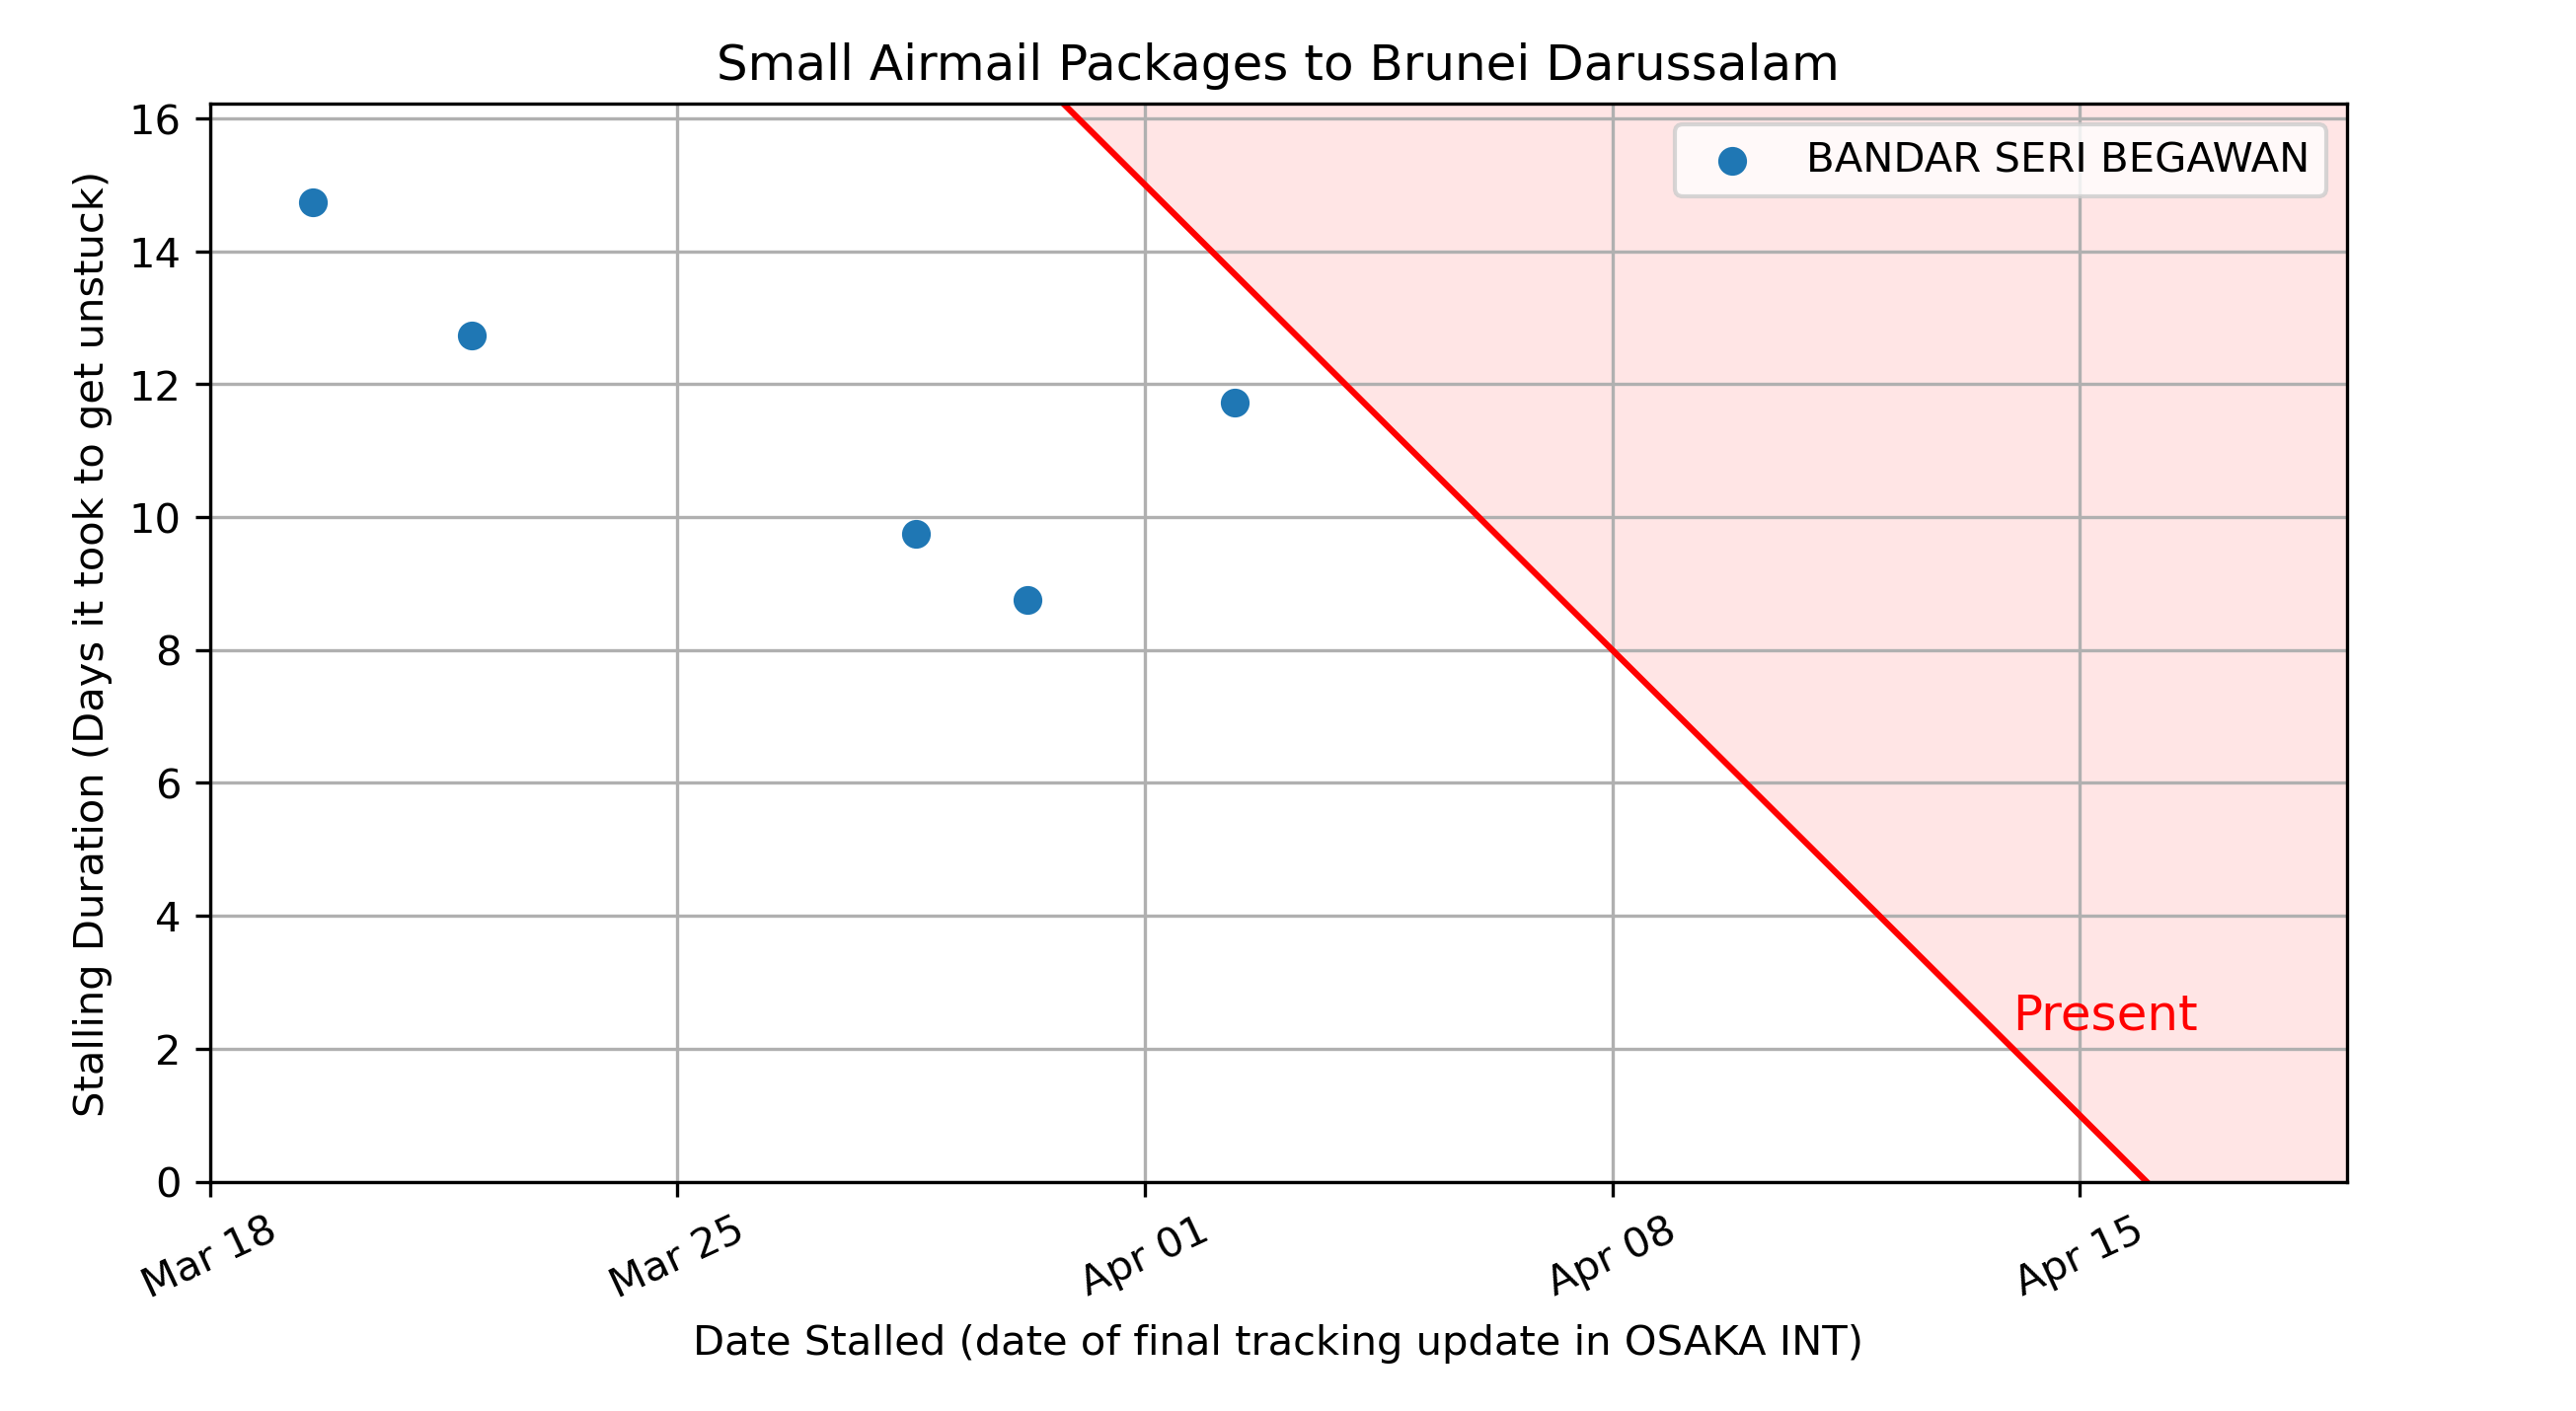 Small Airmail Packages to Brunei Darussalam
Stalling Duration (Days it took to get unstuck)
16
14
12
10
8
6
4
2
0
BANDAR SERI BEGAWAN
Present
Mar 18
Mar 25
Apr 01
Apr 08
Apr 15
Date Stalled (date of final tracking update in OSAKA INT)